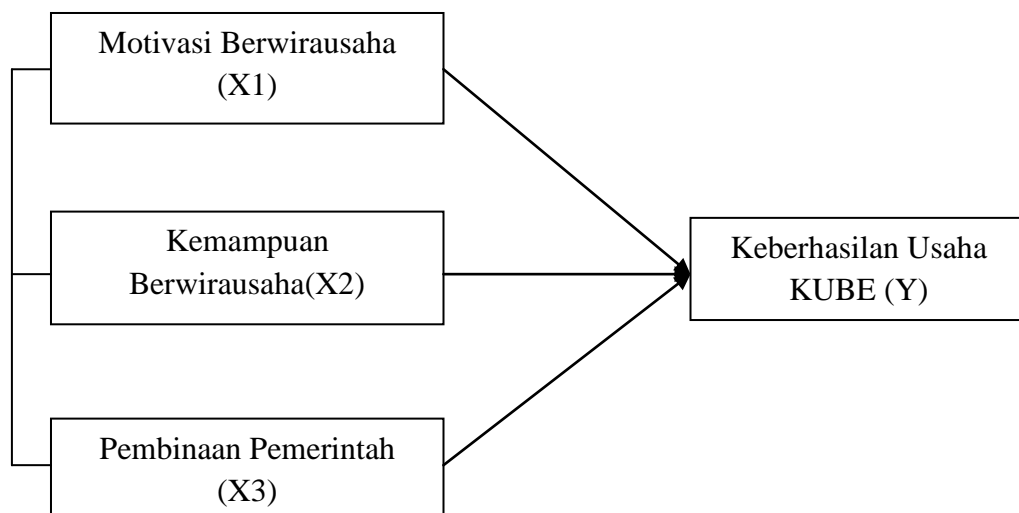 Motivasi Berwirausaha
(X1)
Kemampuan
Berwirausaha(X2)
Pembinaan Pemerintah
(X3)
Keberhasilan Usaha
KUBE (Y)